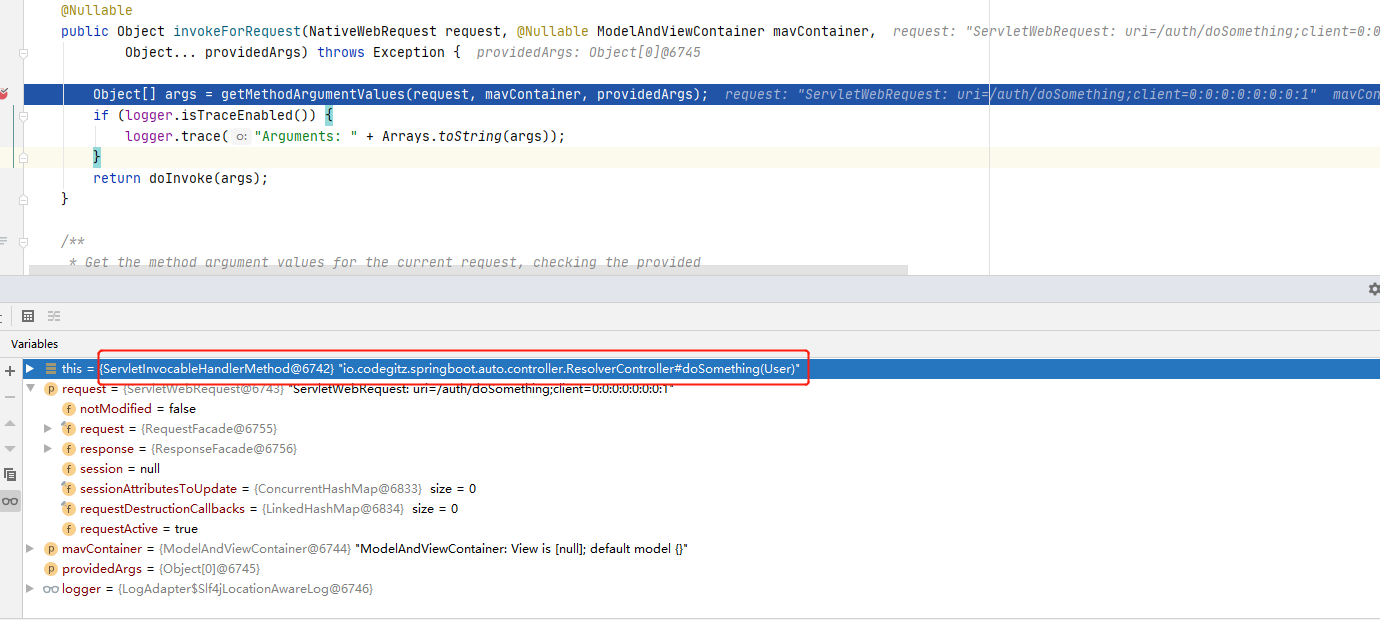 @Nullable
public Object invokeForRequest(NativeWebRequest request, @Nullable ModelAndViewContainer mavContainer,  request: "ServletWebRequest: uri=/auth/doSomething;client=0:0
Object... providedArgs) throws Exception {  providedArgs: Object[0]@6745
Object[] args = getMethodArgumentValues(request, mavContainer, providedArgs);  request: "ServletWebRequest: uri=/auth/doSomething;client=0:0:0:0:0:0:0:1"  mavCon
if (logger.isTraceEnabled()) {
logger.trace( o: "Arguments: " + Arrays.toString(args));
}
return doInvoke(args);
}
/**
* Get the method argument values for the current request, checking the provided
Variables
this = {ServletInvocableHandlerMethod@6742} "io.codegitz.springboot.auto.controller.ResolverController#doSomething(User)"
request = {ServletWebRequest@6743} "ServletWebRequest: uri=/auth/doSomething;client=0:0:0:0:0:0:0:1"
notModified = false
request = {RequestFacade@6755}
response = {ResponseFacade@6756}
session = null
sessionAttributesToUpdate = {ConcurrentHashMap@6833}  size = 0
requestDestructionCallbacks = {LinkedHashMap@6834}  size = 0
requestActive = true
mavContainer = {ModelAndViewContainer@6744} "ModelAndViewContainer: View is [null]; default model {}"
providedArgs = {Object[0]@6745}
logger = {LogAdapter$Slf4jLocationAwareLog@6746}